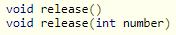 void release()
void release(int number)